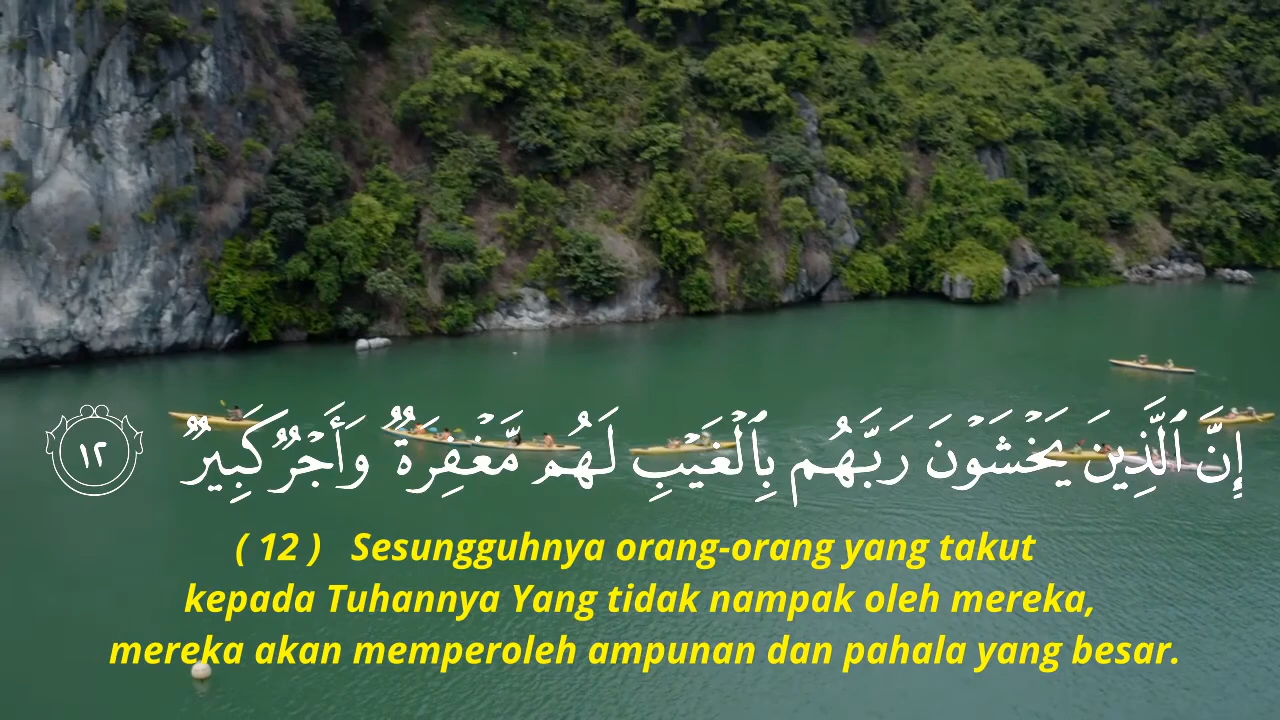 إِنَّ ٱلَّذِينَ يَخْشَوْنَ رَبَّهُم بِٱلْغَيْبِ لَهُم مَّغْفِرَةٌ وَأَجْرٌ كَبِيرٌ ١٢
( 12 ) Sesungguhnya orang-orang yang takut
kepada Tuhannya Yang tidak nampak oleh mereka,
mereka akan memperoleh ampunan dan pahala yang besar.